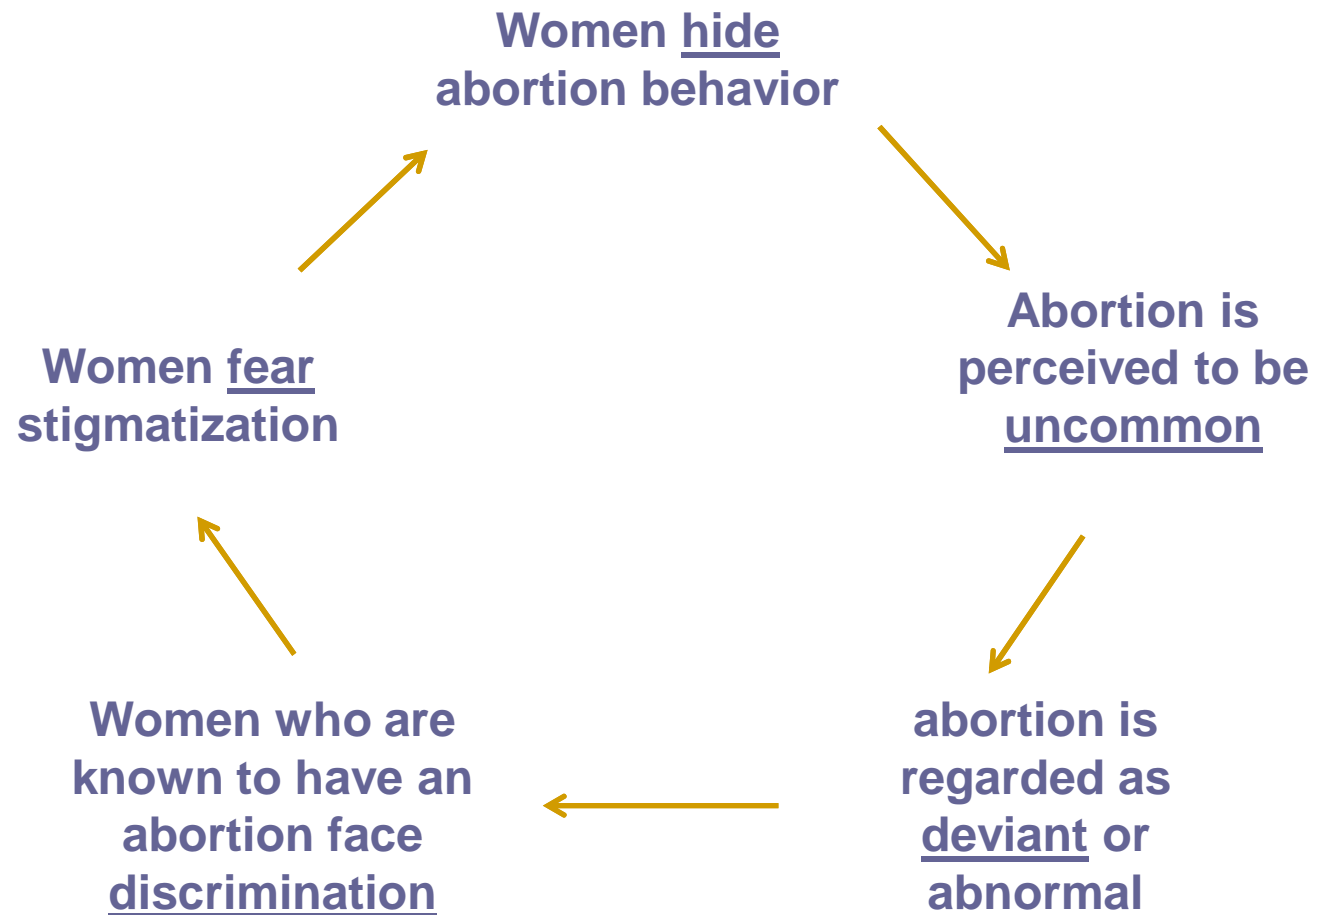 Women hide
abortion behavior
Abortion is
perceived to be
uncommon
abortion is
regarded as
deviant or
abnormal
Women who are
known to have an
abortion face
discrimination
Women fear
stigmatization